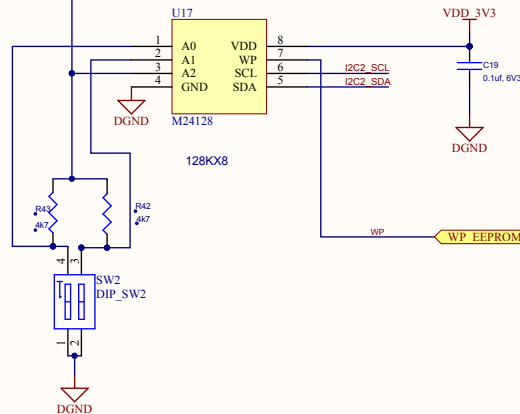 U17
VDD_3V3
1 A0 VDD 8
2 A1 WP 7
3 A2 SCL 6 I2C2_SCL
4 GND SDA 5 I2C2_SDA
C19
0.1uf, 6V3
DGND
M24128
DGND
128KX8
R43
4k7
R42
4k7
WP
WP_EEPROM
4 3
SW2
DIP_SW2
1 2
DGND